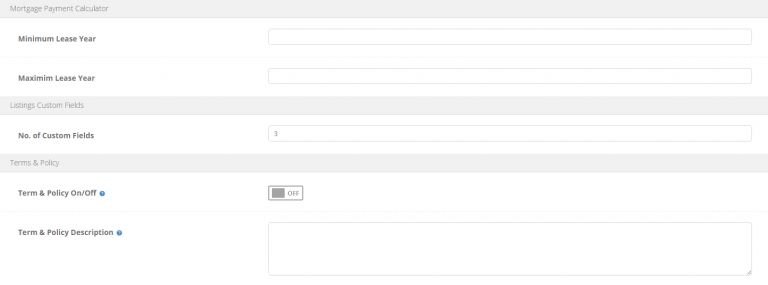 Mortgage Payment Calculator
Minimum Lease Year
Maximim Lease Year
Listings Custom Fields
No. of Custom Fields
3
Terms & Policy
Term & Policy On/Off ?
OFF
Term & Policy Description ?